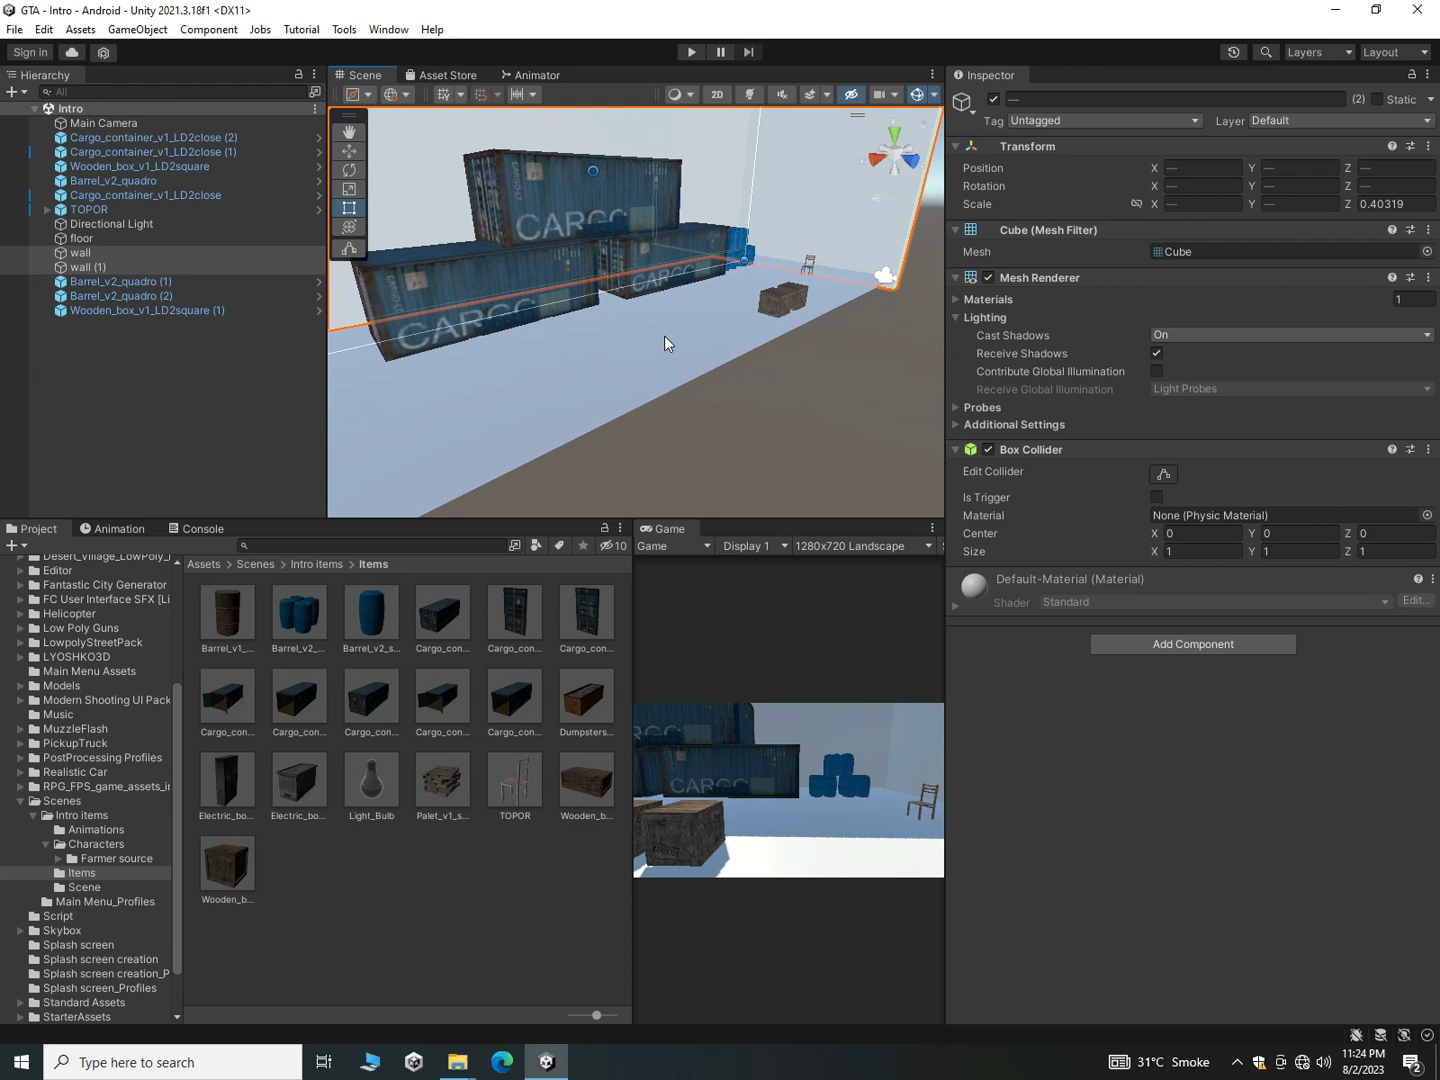 GTA - Intro - Android - Unity 2021.3.18f1 <DX11>
File Edit Assets GameObject Component Jobs Tutorial Tools Window Help
Sign in
Layers
Layout
Hierarchy
All
Intro
Main Camera
Cargo_container_v1_LD2close (2)
Cargo_container_v1_LD2close (1)
Wooden_box_v1_LD2square
Barrel_v2_quadro
Cargo_container_v1_LD2close
TOPOR
Directional Light
floor
wall
wall (1)
Barrel_v2_quadro (1)
Barrel_v2_quadro (2)
Wooden_box_v1_LD2square (1)
Scene Asset Store Animator
2D
CARGO
CARGO
CARGO
Inspector
— (2) Static
Tag Untagged Layer Default
Transform
Position X — Y — Z —
Rotation X — Y — Z —
Scale X — Y — Z 0.40319
Cube (Mesh Filter)
Mesh Cube
Mesh Renderer
Materials 1
Lighting
Cast Shadows On
Receive Shadows
Contribute Global Illumination
Receive Global Illumination Light Probes
Probes
Additional Settings
Box Collider
Edit Collider
Is Trigger
Material None (Physic Material)
Center X 0 Y 0 Z 0
Size X 1 Y 1 Z 1
Default-Material (Material)
Shader Standard Edit...
Add Component
Project Animation Console
10
Editor
Fantastic City Generator
FC User Interface SFX [Li
Helicopter
Low Poly Guns
LowpolyStreetPack
LYOSHKO3D
Main Menu Assets
Models
Modern Shooting UI Pack
Music
MuzzleFlash
PickupTruck
PostProcessing Profiles
Realistic Car
RPG_FPS_game_assets_i
Scenes
Intro items
Animations
Characters
Farmer source
Items
Scene
Main Menu_Profiles
Script
Skybox
Splash screen
Splash screen creation
Splash screen creation_P
Splash screen_Profiles
Standard Assets
StarterAssets
Assets > Scenes > Intro items > Items
Barrel_v1_... Barrel_v2_... Barrel_v2_s... Cargo_con... Cargo_con... Cargo_con...
Cargo_con... Cargo_con... Cargo_con... Cargo_con... Cargo_con... Dumpsters...
Electric_bo... Electric_bo... Light_Bulb Palet_v1_s... TOPOR Wooden_b...
Wooden_b...
Game
Game Display 1 1280x720 Landscape
CARGO
Type here to search
31°C Smoke
11:24 PM
8/2/2023
2